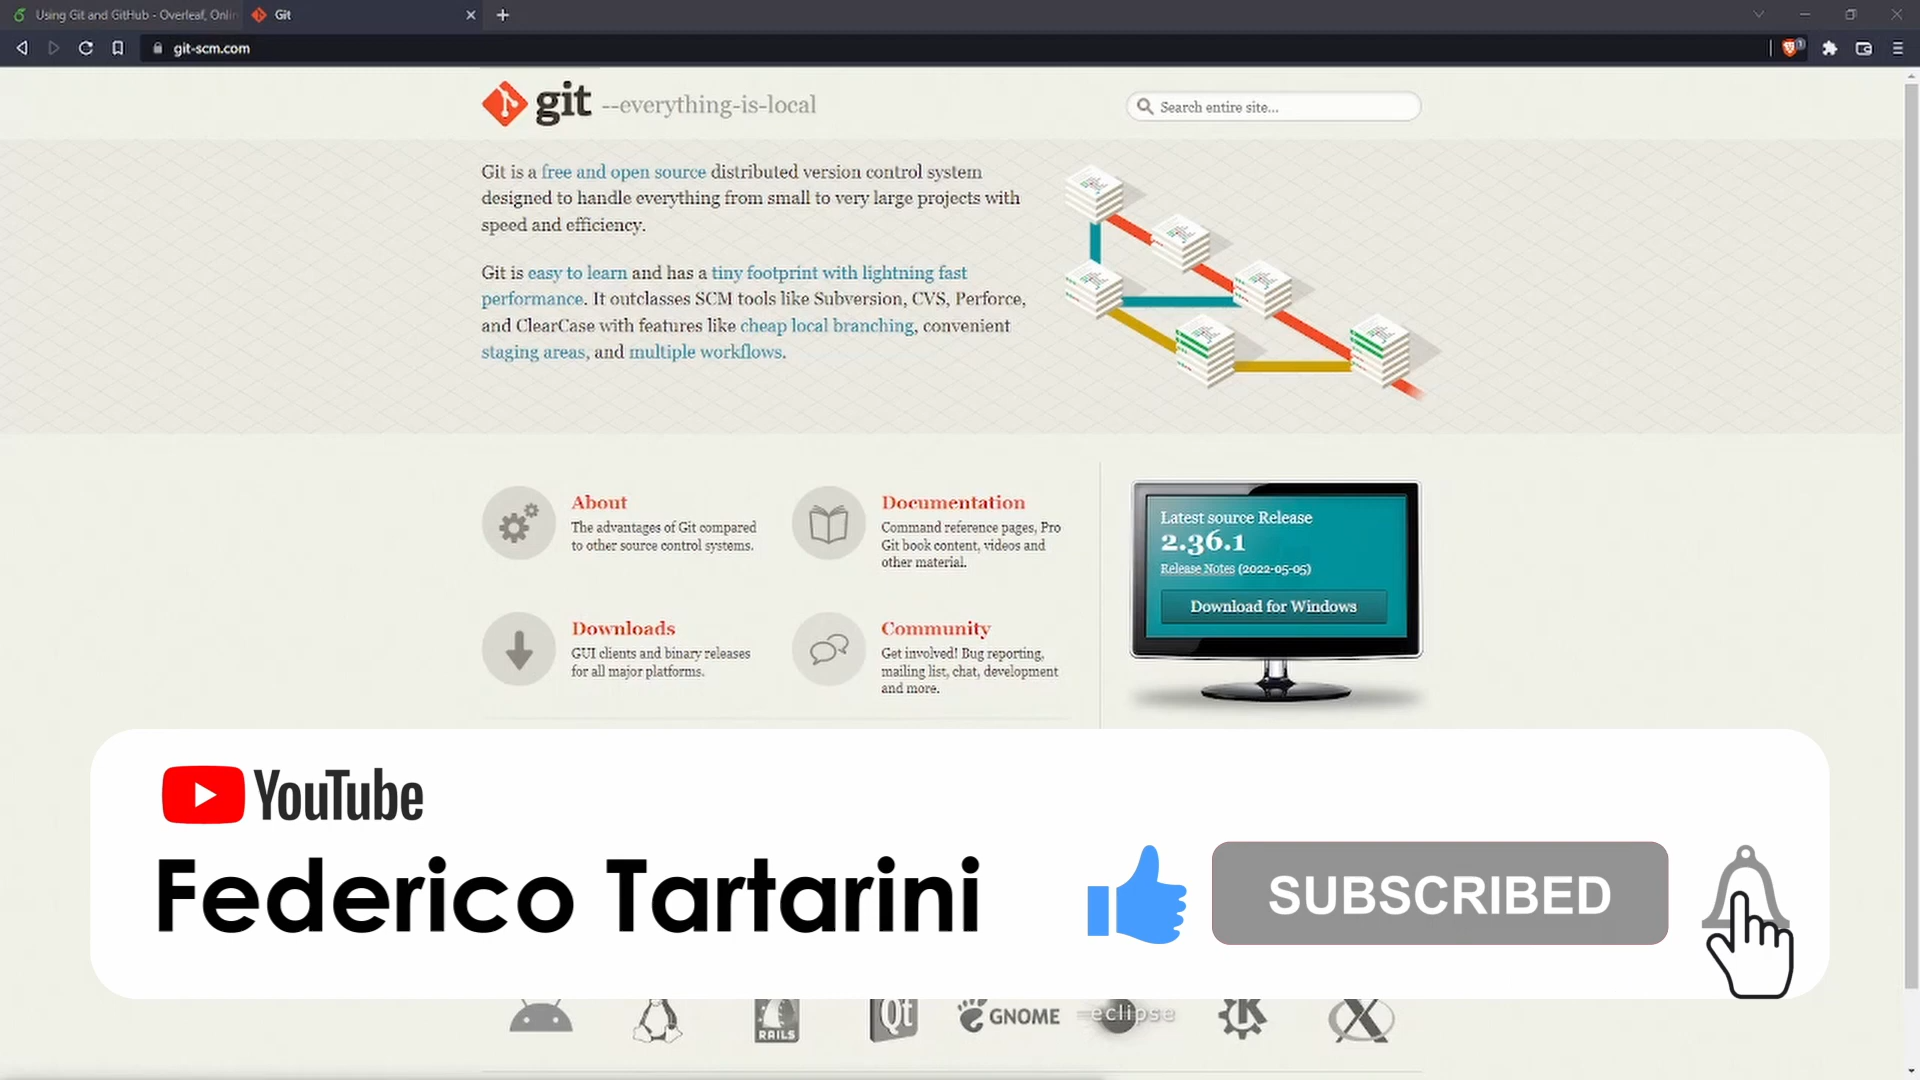 Using Git and GitHub - Overleaf, Onli
Git
git-scm.com
git --everything-is-local
Search entire site...
Git is a free and open source distributed version control system
designed to handle everything from small to very large projects with
speed and efficiency.
Git is easy to learn and has a tiny footprint with lightning fast
performance. It outclasses SCM tools like Subversion, CVS, Perforce,
and ClearCase with features like cheap local branching, convenient
staging areas, and multiple workflows.
About
The advantages of Git compared
to other source control systems.
Documentation
Command reference pages, Pro
Git book content, videos and
other material.
Downloads
GUI clients and binary releases
for all major platforms.
Community
Get involved! Bug reporting,
mailing list, chat, development
and more.
Latest source Release
2.36.1
Release Notes (2022-05-05)
Download for Windows
YouTube
Federico Tartarini
SUBSCRIBED
RAILS
Qt
GNOME
eclipse
K
X